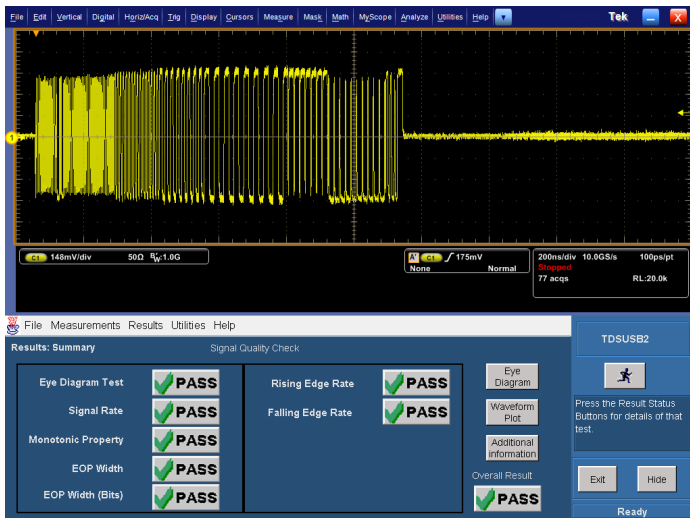 File Edit Vertical Digital Horiz/Acq Trig Display Cursors Measure Mask Math MyScope Analyze Utilities Help Tek X
1
C1 148mV/div 50Ω BW:1.0G
A' C1 175mV
None Normal
200ns/div 10.0GS/s 100ps/pt
Stopped
77 acqs RL:20.0k
File Measurements Results Utilities Help
Results: Summary Signal Quality Check
Eye Diagram Test PASS
Signal Rate PASS
Monotonic Property PASS
EOP Width PASS
EOP Width (Bits) PASS
Rising Edge Rate PASS
Falling Edge Rate PASS
Eye
Diagram
Waveform
Plot
Additional
information
Overall Result
PASS
TDSUSB2
Press the Result Status
Buttons for details of that
test.
Exit Hide
Ready